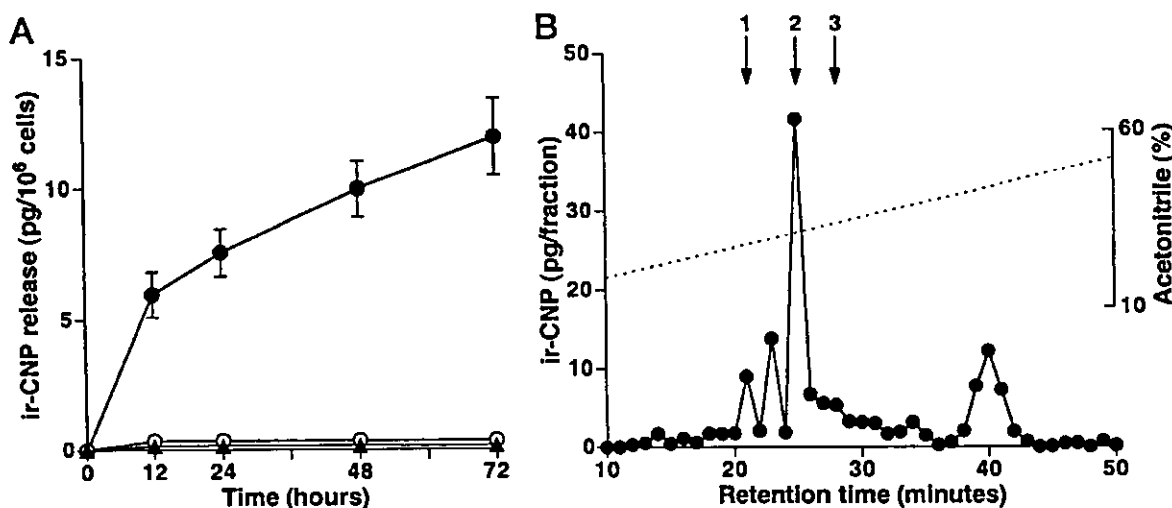 A
ir-CNP release (pg/10⁶ cells)
15
10
5
0
0 12 24 48 72
Time (hours)
B
1 2 3
ir-CNP (pg/fraction)
50
40
30
20
10
0
10 20 30 40 50
Retention time (minutes)
60
10
Acetonitrile (%)